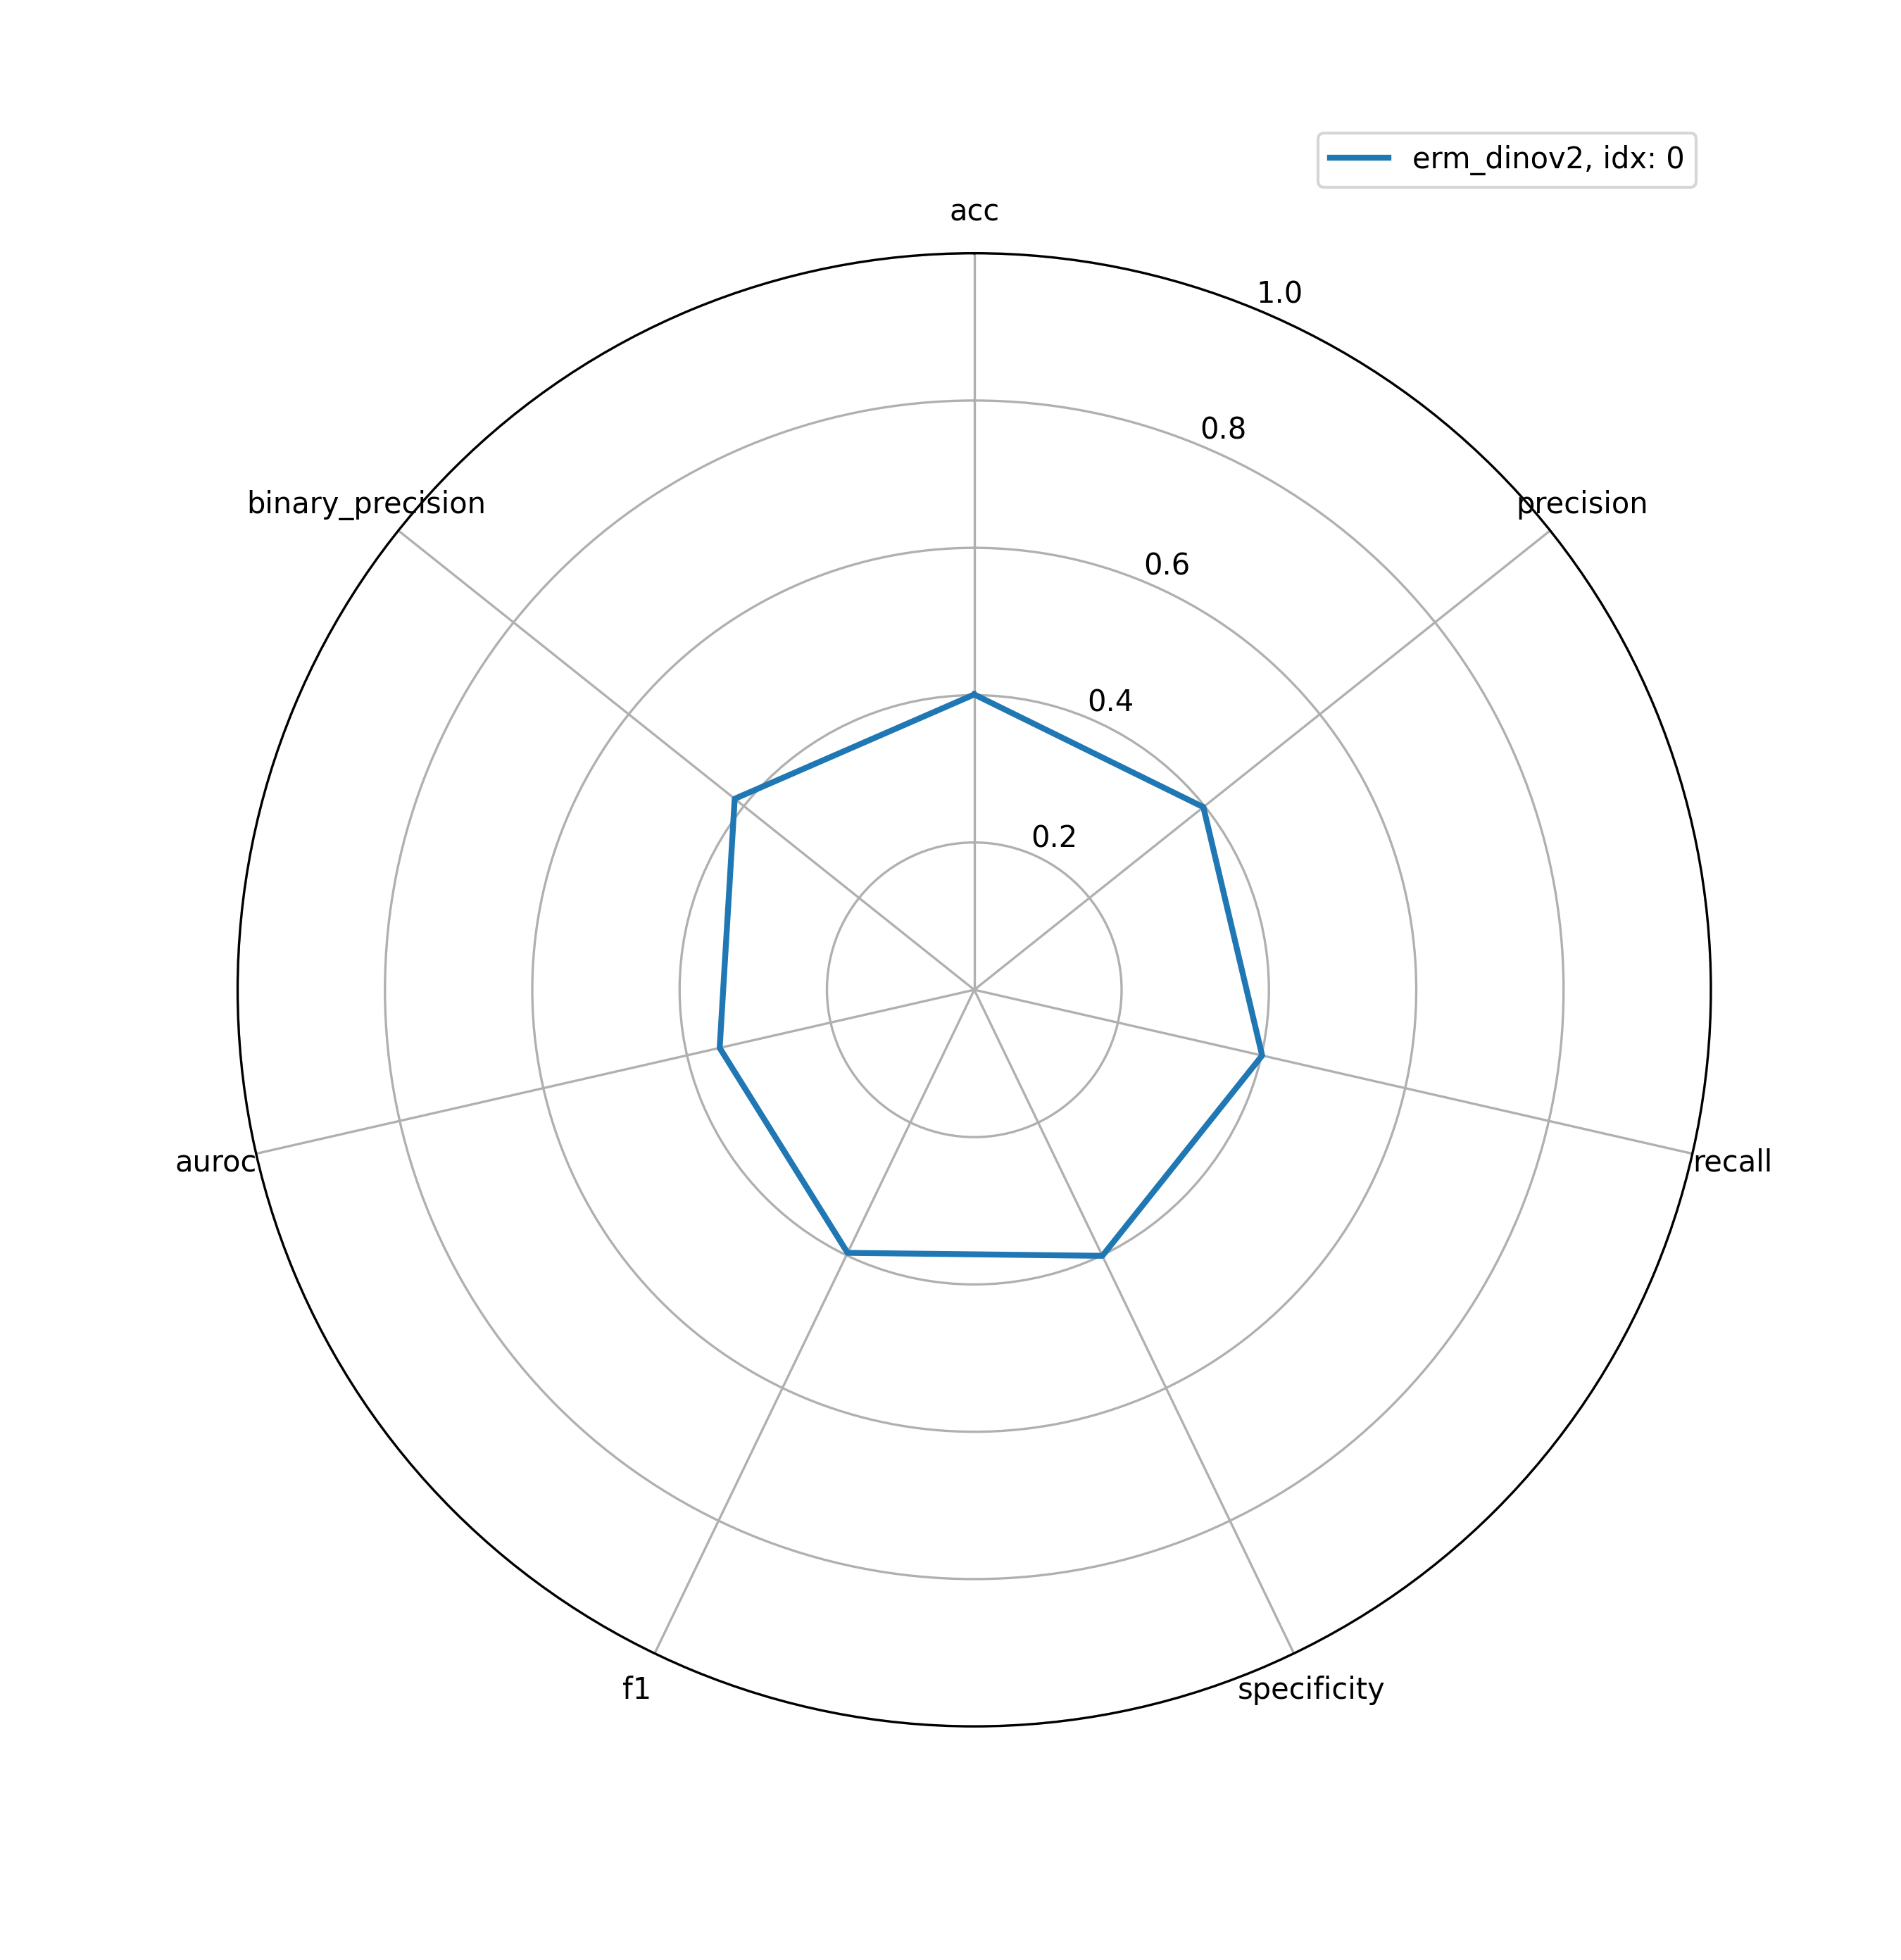 erm_dinov2, idx: 0
acc
1.0
0.8
binary_precision
precision
0.6
0.4
0.2
auroc
recall
f1
specificity